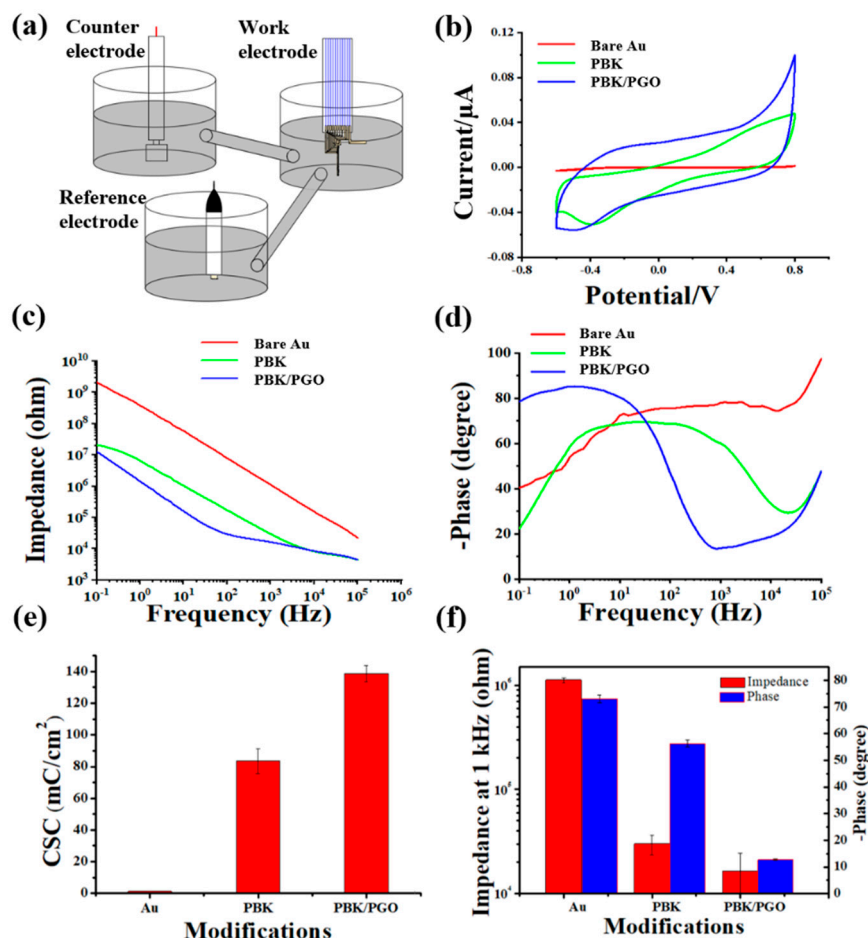 (a)
Counter
electrode
Work
electrode
Reference
electrode
(b)
Bare Au
PBK
PBK/PGO
Current/µA
0.12
0.08
0.04
0.00
-0.04
-0.08
-0.8
-0.4
0.0
0.4
0.8
Potential/V
(c)
Bare Au
PBK
PBK/PGO
Impedance (ohm)
10¹⁰
10⁹
10⁸
10⁷
10⁶
10⁵
10⁴
10³
10⁻¹
10⁰
10¹
10²
10³
10⁴
10⁵
10⁶
Frequency (Hz)
(d)
Bare Au
PBK
PBK/PGO
-Phase (degree)
100
80
60
40
20
0
10⁻¹
10⁰
10¹
10²
10³
10⁴
10⁵
Frequency (Hz)
(e)
CSC (mC/cm²)
140
120
100
80
60
40
20
0
Au
PBK
PBK/PGO
Modifications
(f)
Impedance at 1 kHz (ohm)
10⁶
10⁵
10⁴
Impedance
Phase
80
70
60
50
40
30
20
10
0
-Phase (degree)
Au
PBK
PBK/PGO
Modifications